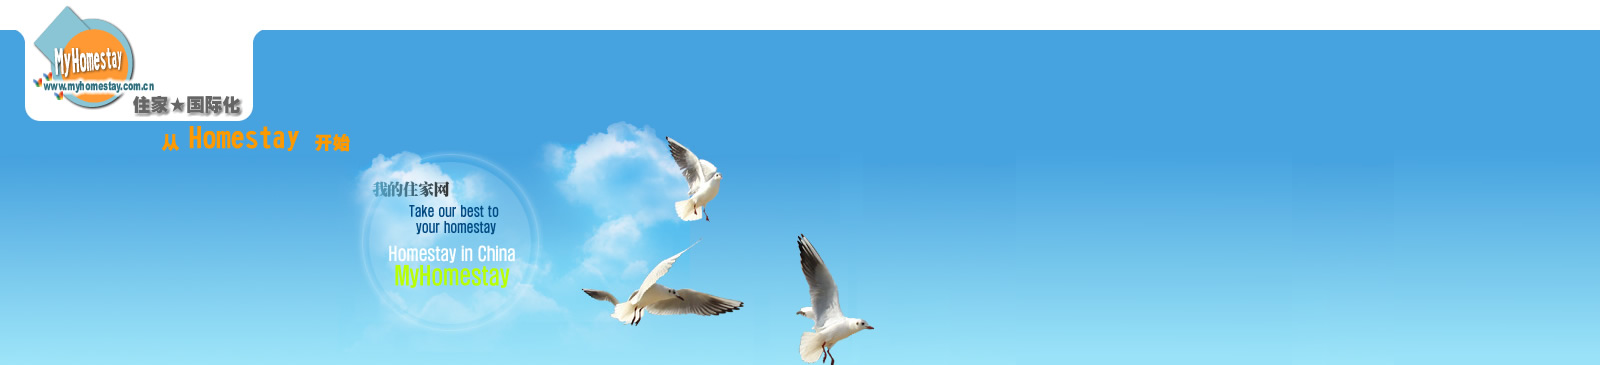 MyHomestay
www.myhomestay.com.cn
住家★国际化
从 Homestay 开始
我的住家网
Take our best to
your homestay
Homestay in China
MyHomestay